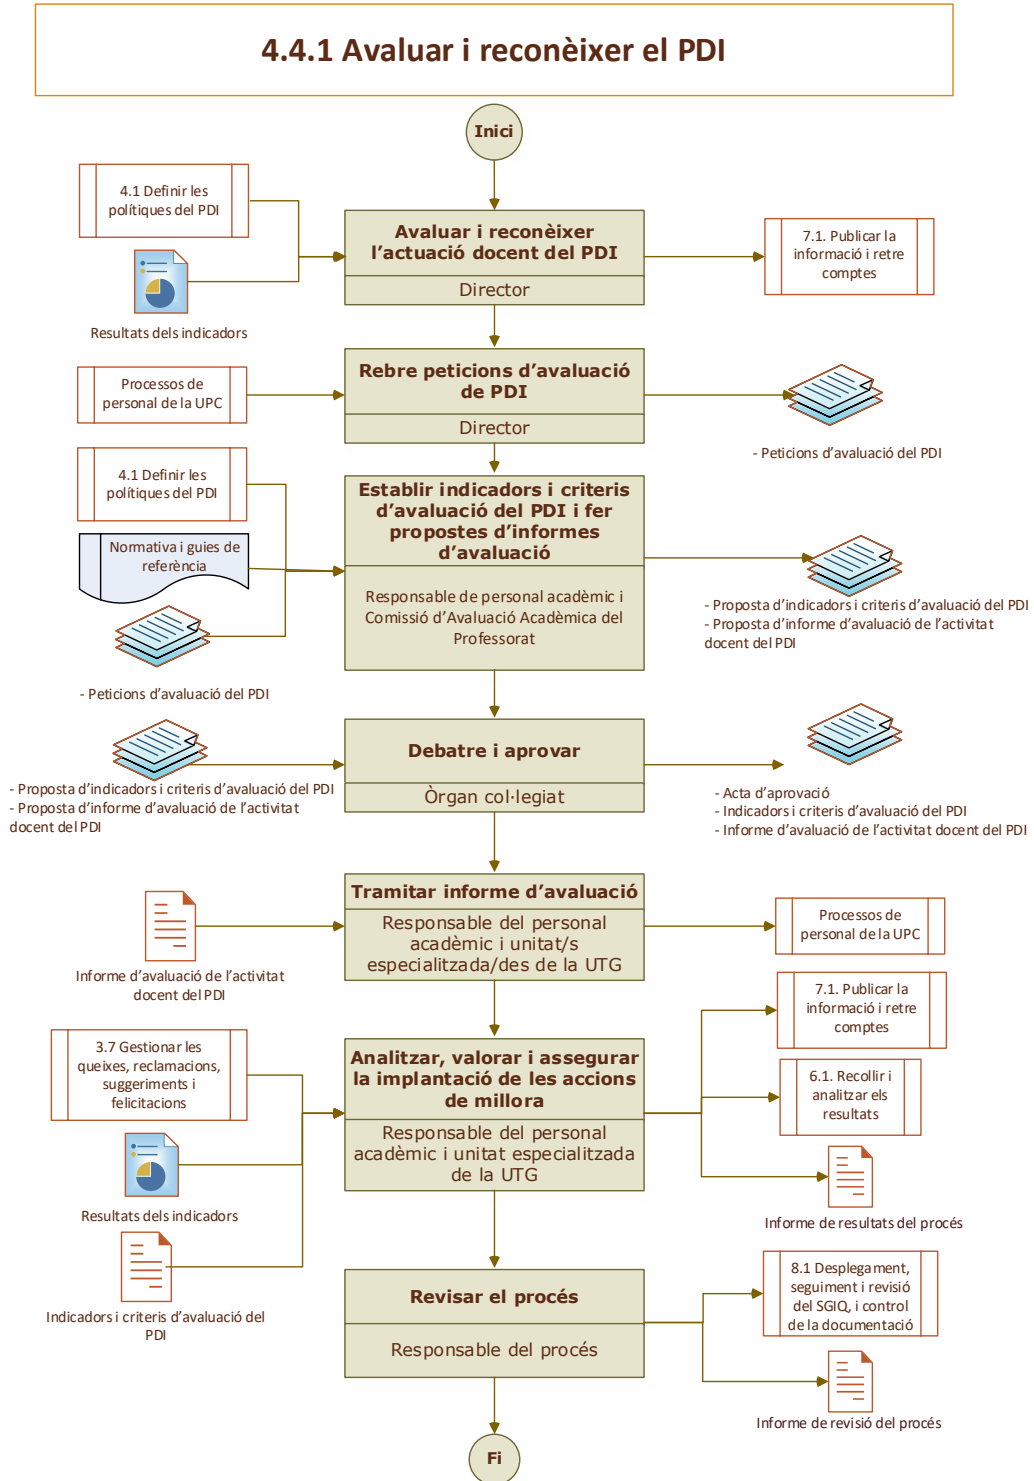 4.4.1 Avaluar i reconèixer el PDI
Inici
4.1 Definir les
polítiques del PDI
Resultats dels indicadors
Avaluar i reconèixer
l'actuació docent del PDI
Director
7.1. Publicar la
informació i retre
comptes
Processos de
personal de la UPC
Rebre peticions d'avaluació
de PDI
Director
- Peticions d'avaluació del PDI
4.1 Definir les
polítiques del PDI
Normativa i guies de
referència
- Peticions d'avaluació del PDI
Establir indicadors i criteris
d'avaluació del PDI i fer
propostes d'informes
d'avaluació
Responsable de personal acadèmic i
Comissió d'Avaluació Acadèmica del
Professorat
- Proposta d'indicadors i criteris d'avaluació del PDI
- Proposta d'informe d'avaluació de l'activitat
docent del PDI
- Proposta d'indicadors i criteris d'avaluació del PDI
- Proposta d'informe d'avaluació de l'activitat
docent del PDI
Debatre i aprovar
Òrgan col·legiat
- Acta d'aprovació
- Indicadors i criteris d'avaluació del PDI
- Informe d'avaluació de l'activitat docent del PDI
Informe d'avaluació de l'activitat
docent del PDI
Tramitar informe d'avaluació
Responsable del personal
acadèmic i unitat/s
especialitzada/des de la UTG
Processos de
personal de la UPC
3.7 Gestionar les
queixes, reclamacions,
suggeriments i
felicitacions
Resultats dels indicadors
Indicadors i criteris d'avaluació del
PDI
Analitzar, valorar i assegurar
la implantació de les accions
de millora
Responsable del personal
acadèmic i unitat especialitzada
de la UTG
7.1. Publicar la
informació i retre
comptes
6.1. Recollir i
analitzar els
resultats
Informe de resultats del procés
Revisar el procés
Responsable del procés
8.1 Desplegament,
seguiment i revisió
del SGIQ, i control
de la documentació
Informe de revisió del procés
Fi